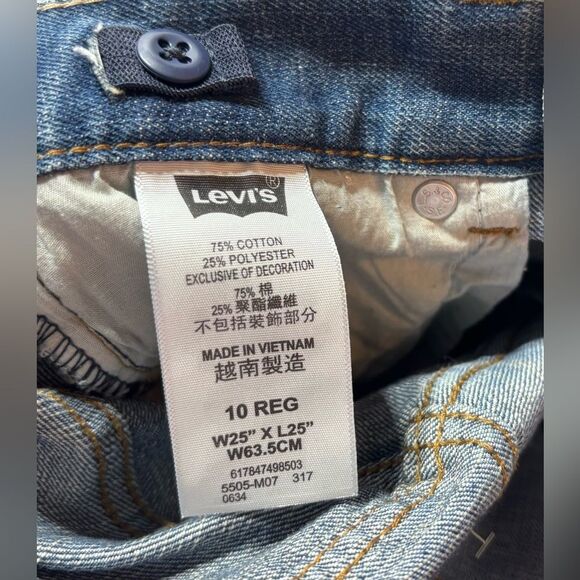 Levi's®
75% COTTON
25% POLYESTER
EXCLUSIVE OF DECORATION
75% 棉
25% 聚酯纖維
不包括裝飾部分
MADE IN VIETNAM
越南製造
10 REG
W25" X L25"
W63.5CM
617847498503
5505-M07 317
0634